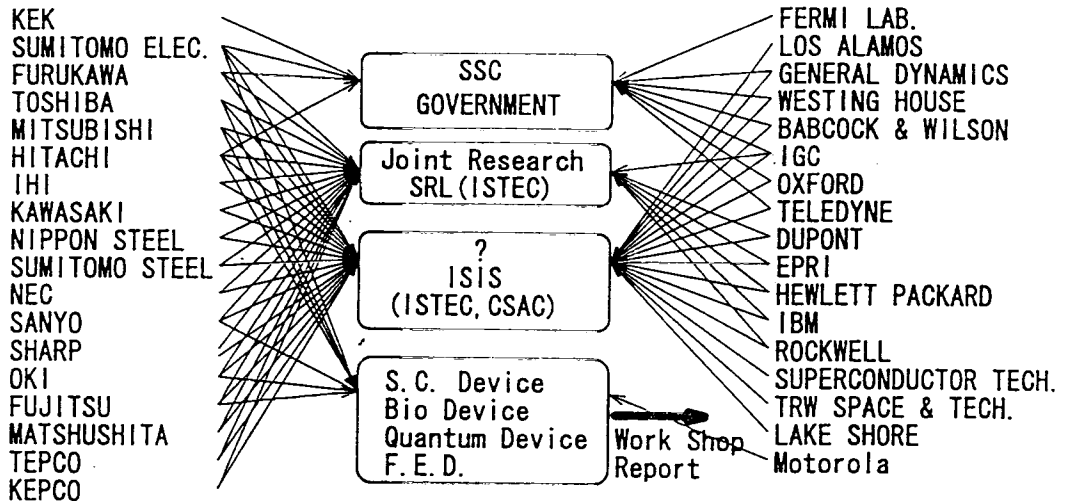 KEK
SUMITOMO ELEC.
FURUKAWA
TOSHIBA
MITSUBISHI
HITACHI
IHI
KAWASAKI
NIPPON STEEL
SUMITOMO STEEL
NEC
SANYO
SHARP
OKI
FUJITSU
MATSHUSHITA
TEPCO
KEPCO
SSC
GOVERNMENT
Joint Research
SRL(ISTEC)
?
ISIS
(ISTEC, CSAC)
S.C. Device
Bio Device
Quantum Device
F.E.D.
Work Shop
Report
FERMI LAB.
LOS ALAMOS
GENERAL DYNAMICS
WESTING HOUSE
BABCOCK & WILSON
IGC
OXFORD
TELEDYNE
DUPONT
EPRI
HEWLETT PACKARD
IBM
ROCKWELL
SUPERCONDUCTOR TECH.
TRW SPACE & TECH.
LAKE SHORE
Motorola